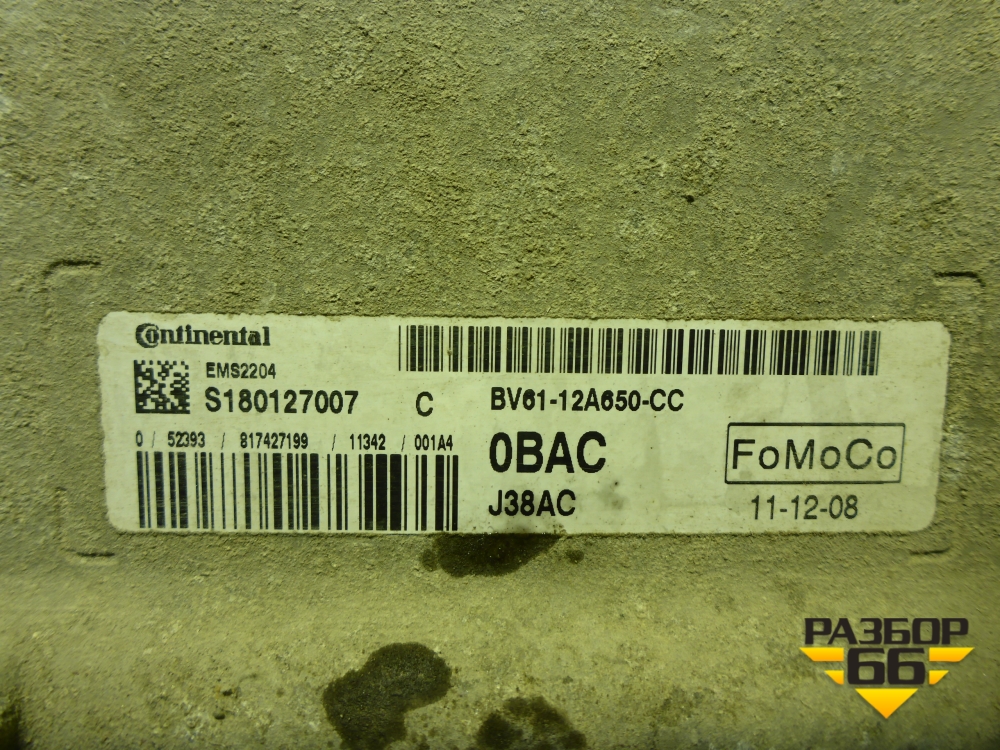 Continental
EMS2204
S180127007 C
0 / 52393 / 817427199 / 11342 / 001A4
BV61-12A650-CC
0BAC
FoMoCo
J38AC
11-12-08
РАЗБОР
66